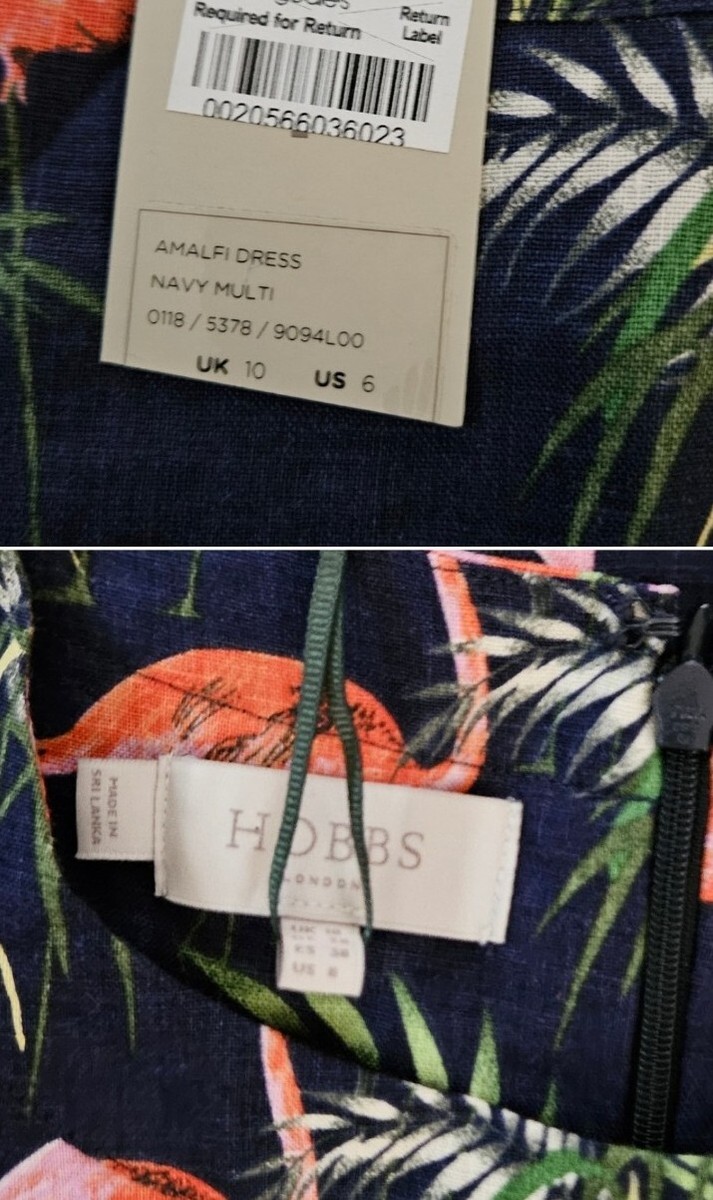 Required for Return
Return
Label
0020566036023
AMALFI DRESS
NAVY MULTI
0118 / 5378 / 9094L00
UK 10 US 6
MADE IN
SRI LANKA
HOBBS
LONDON
US